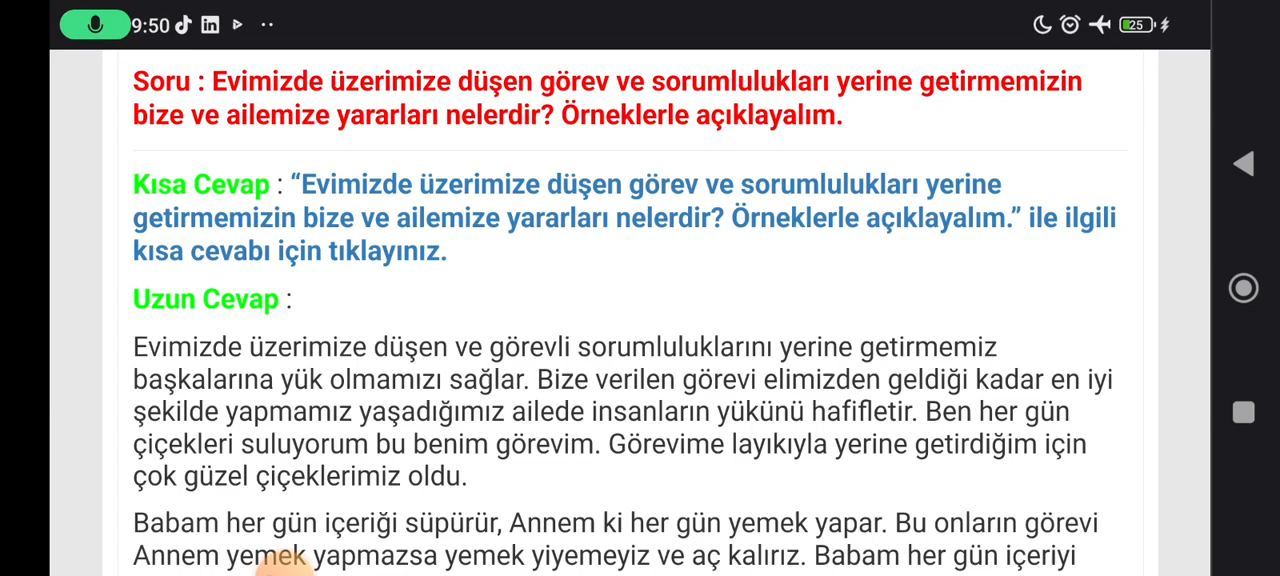 9:50
25
Soru : Evimizde üzerimize düşen görev ve sorumlulukları yerine getirmemizin
bize ve ailemize yararları nelerdir? Örneklerle açıklayalım.
Kısa Cevap : “Evimizde üzerimize düşen görev ve sorumlulukları yerine
getirmemizin bize ve ailemize yararları nelerdir? Örneklerle açıklayalım.” ile ilgili
kısa cevabı için tıklayınız.
Uzun Cevap :
Evimizde üzerimize düşen ve görevli sorumluluklarını yerine getirmemiz
başkalarına yük olmamızı sağlar. Bize verilen görevi elimizden geldiği kadar en iyi
şekilde yapmamız yaşadığımız ailede insanların yükünü hafifletir. Ben her gün
çiçekleri suluyorum bu benim görevim. Görevime layıkıyla yerine getirdiğim için
çok güzel çiçeklerimiz oldu.
Babam her gün içeriği süpürür, Annem ki her gün yemek yapar. Bu onların görevi
Annem yemek yapmazsa yemek yiyemeyiz ve aç kalırız. Babam her gün içeriyi